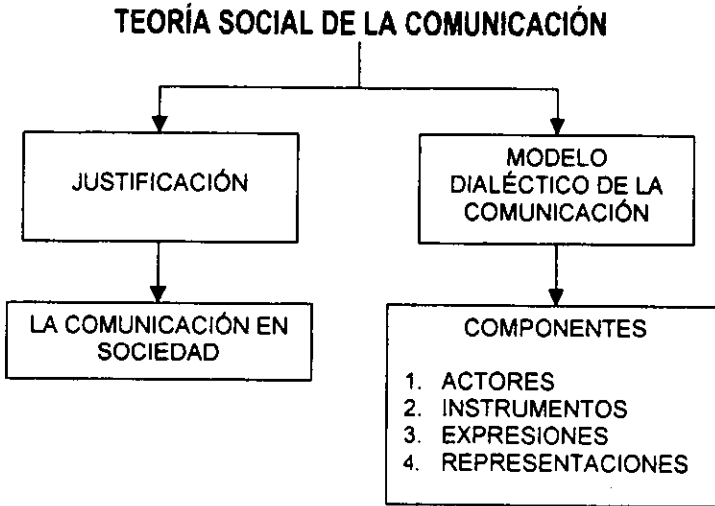 TEORÍA SOCIAL DE LA COMUNICACIÓN
JUSTIFICACIÓN
MODELO
DIALÉCTICO DE LA
COMUNICACIÓN
LA COMUNICACIÓN EN
SOCIEDAD
COMPONENTES
1. ACTORES
2. INSTRUMENTOS
3. EXPRESIONES
4. REPRESENTACIONES